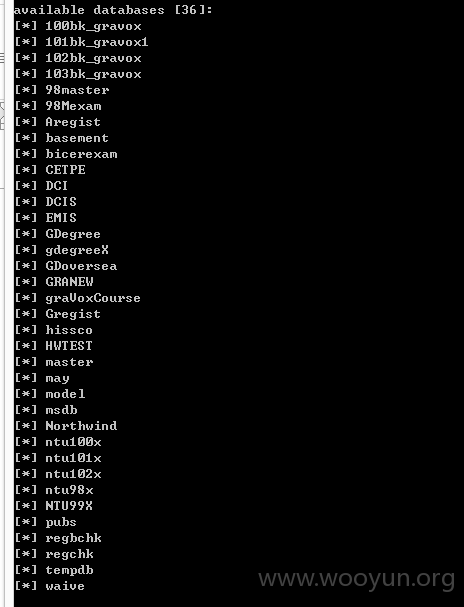 available databases [36]:
[*] 100bk_gravox
[*] 101bk_gravox1
[*] 102bk_gravox
[*] 103bk_gravox
[*] 98master
[*] 98Mexam
[*] Aregist
[*] basement
[*] bicerexam
[*] CETPE
[*] DCI
[*] DCIS
[*] EMIS
[*] GDegree
[*] gdegreeX
[*] GDoversea
[*] GRANEW
[*] graVoxCourse
[*] Gregist
[*] hissco
[*] HWTEST
[*] master
[*] may
[*] model
[*] msdb
[*] Northwind
[*] ntu100x
[*] ntu101x
[*] ntu102x
[*] ntu98x
[*] NTU99X
[*] pubs
[*] regbchk
[*] regchk
[*] tempdb
[*] waive
www.wooyun.org